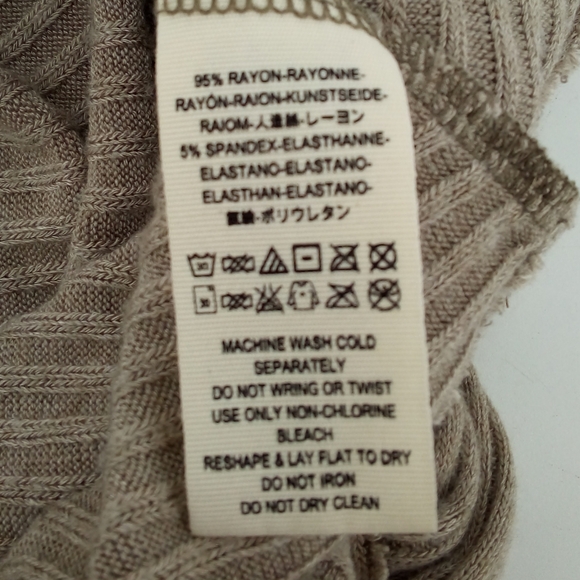 95% RAYON-RAYONNE-
RAYÓN-RAION-KUNSTSEIDE-
RAIOM-人造絲-レーヨン
5% SPANDEX-ELASTHANNE-
ELASTANO-ELASTANO-
ELASTHAN-ELASTANO-
氨綸-ポリウレタン
30
30
MACHINE WASH COLD
SEPARATELY
DO NOT WRING OR TWIST
USE ONLY NON-CHLORINE
BLEACH
RESHAPE & LAY FLAT TO DRY
DO NOT IRON
DO NOT DRY CLEAN